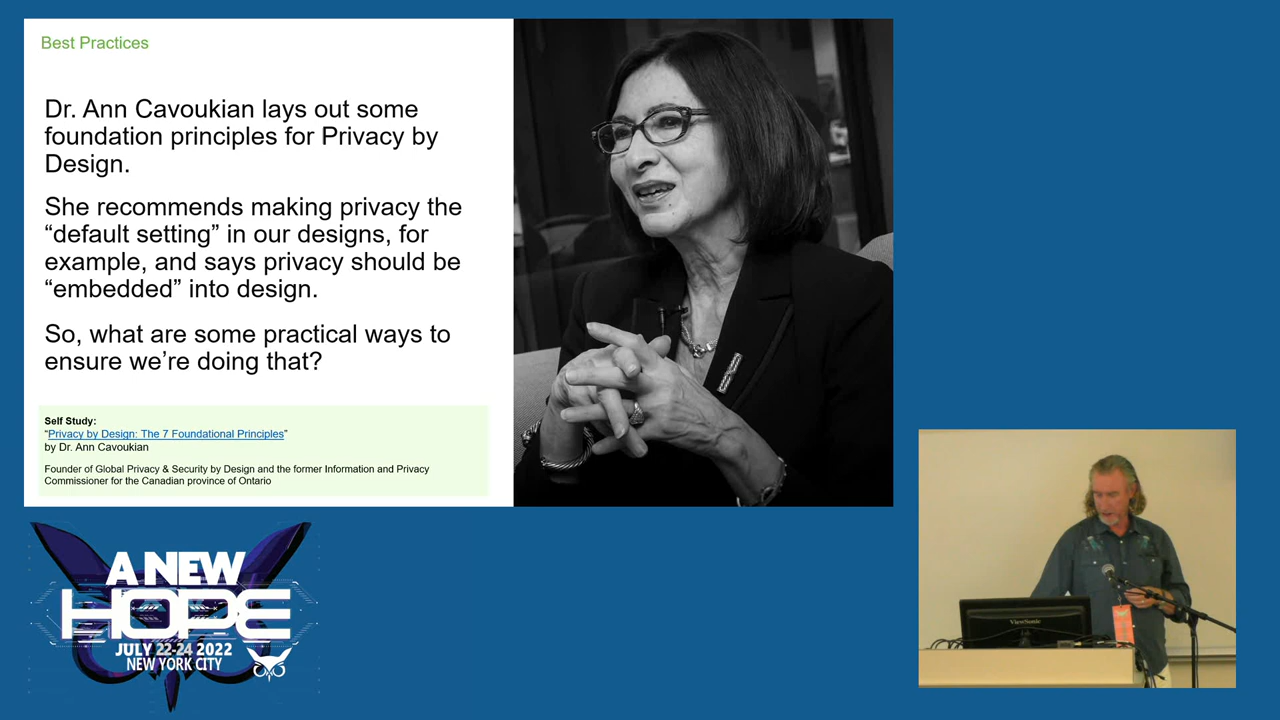 Best Practices
Dr. Ann Cavoukian lays out some
foundation principles for Privacy by
Design.
She recommends making privacy the
“default setting” in our designs, for
example, and says privacy should be
“embedded” into design.
So, what are some practical ways to
ensure we’re doing that?
Self Study:
“Privacy by Design: The 7 Foundational Principles”
by Dr. Ann Cavoukian
Founder of Global Privacy & Security by Design and the former Information and Privacy
Commissioner for the Canadian province of Ontario
A NEW
HOPE
JULY 22-24 2022
NEW YORK CITY
ViewSonic